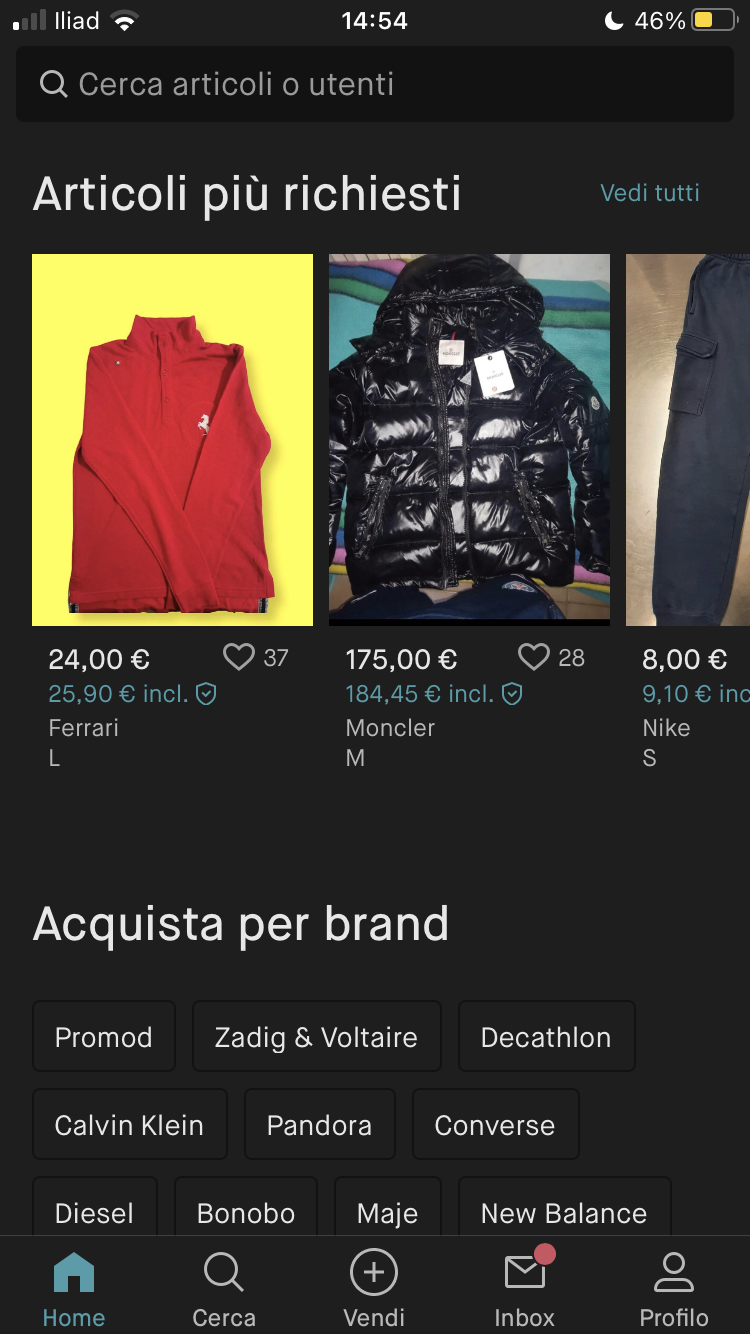 Iliad 14:54 46%
Cerca articoli o utenti
Articoli più richiesti Vedi tutti
MONCLER
MONCLER
24,00 € 37 175,00 € 28 8,00 €
25,90 € incl. 184,45 € incl. 9,10 € inc
Ferrari Moncler Nike
L M S
Acquista per brand
Promod Zadig & Voltaire Decathlon
Calvin Klein Pandora Converse
Diesel Bonobo Maje New Balance
Home Cerca Vendi Inbox Profilo